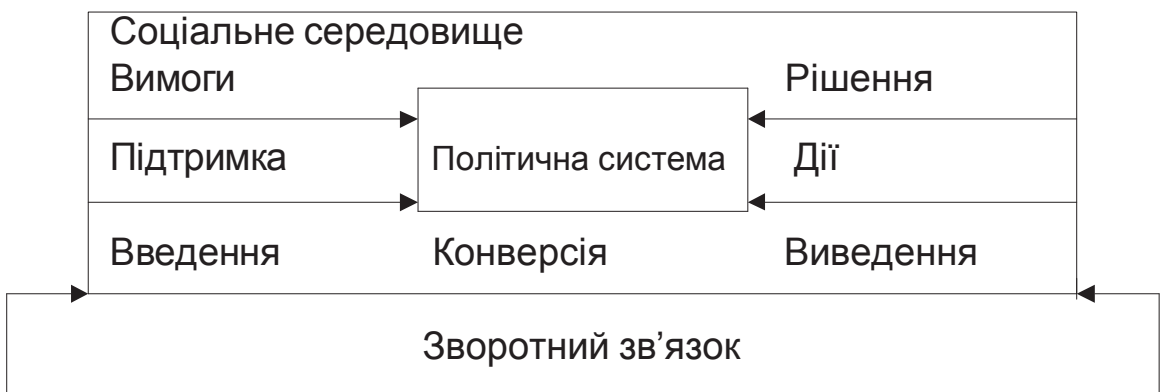 Соціальне середовище
Вимоги Рішення
Підтримка Політична система Дії
Введення Конверсія Виведення
Зворотний зв’язок